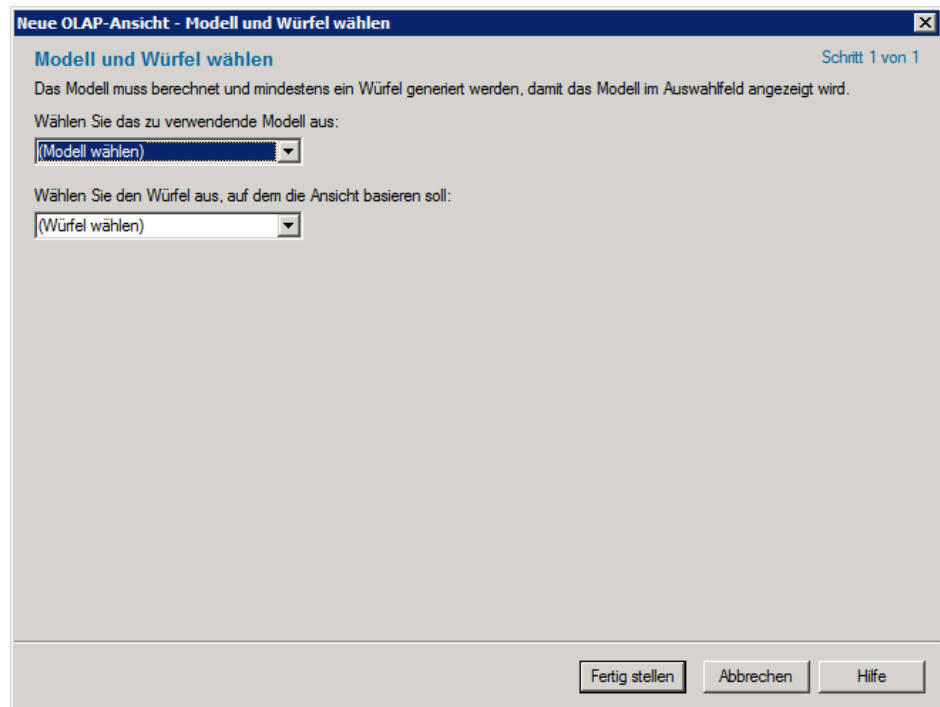 Neue OLAP-Ansicht - Modell und Würfel wählen
Modell und Würfel wählen
Schritt 1 von 1
Das Modell muss berechnet und mindestens ein Würfel generiert werden, damit das Modell im Auswahlfeld angezeigt wird.
Wählen Sie das zu verwendende Modell aus:
(Modell wählen)
Wählen Sie den Würfel aus, auf dem die Ansicht basieren soll:
(Würfel wählen)
Fertig stellen
Abbrechen
Hilfe